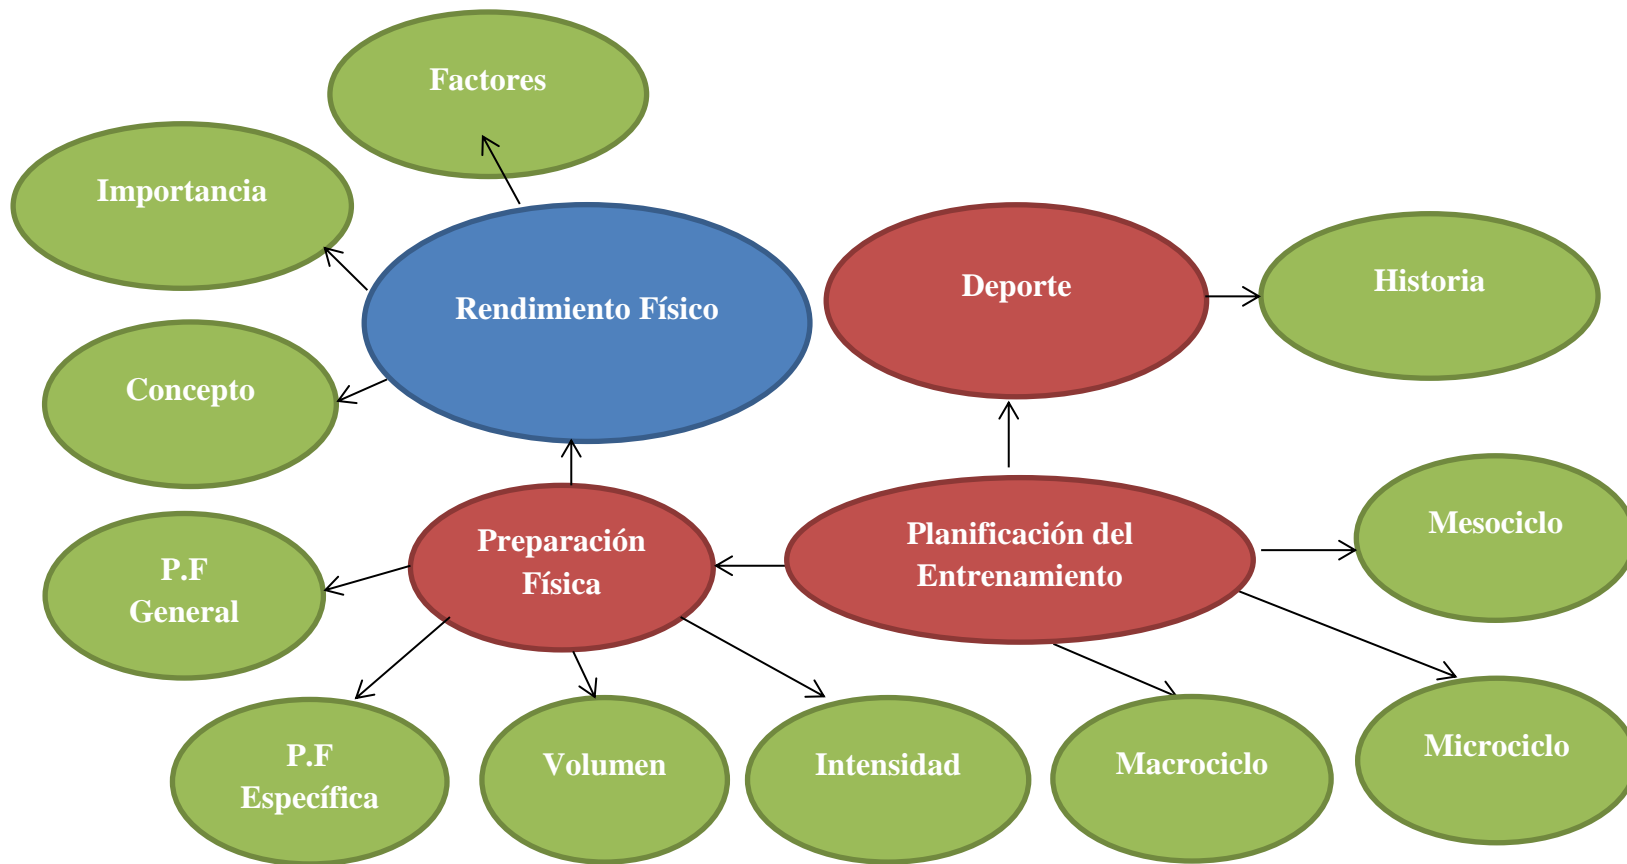 Factores
Importancia
Rendimiento Físico
Deporte
Historia
Concepto
Preparación
Física
Planificación del
Entrenamiento
Mesociclo
P.F
General
P.F
Específica
Volumen
Intensidad
Macrociclo
Microciclo